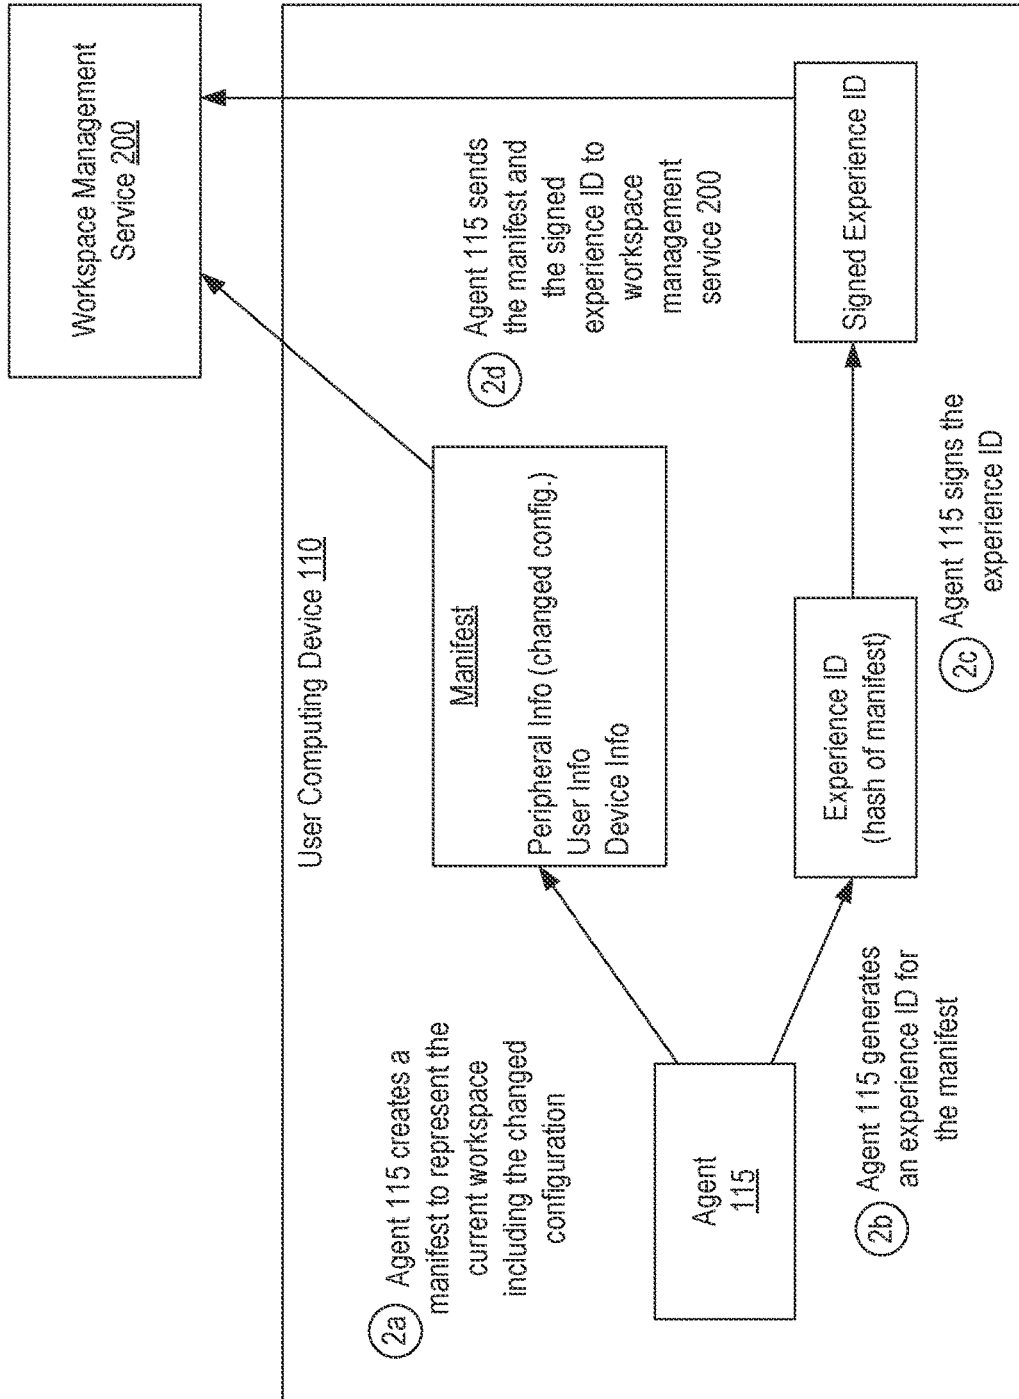 Workspace Management
Service 200
User Computing Device 110
2a
Agent 115 creates a
manifest to represent the
current workspace
including the changed
configuration
Manifest
Peripheral Info (changed config.)
User Info
Device Info
2d
Agent 115 sends
the manifest and
the signed
experience ID to
workspace
management
service 200
Agent
115
2b
Agent 115 generates
an experience ID for
the manifest
Experience ID
(hash of manifest)
2c
Agent 115 signs the
experience ID
Signed Experience ID